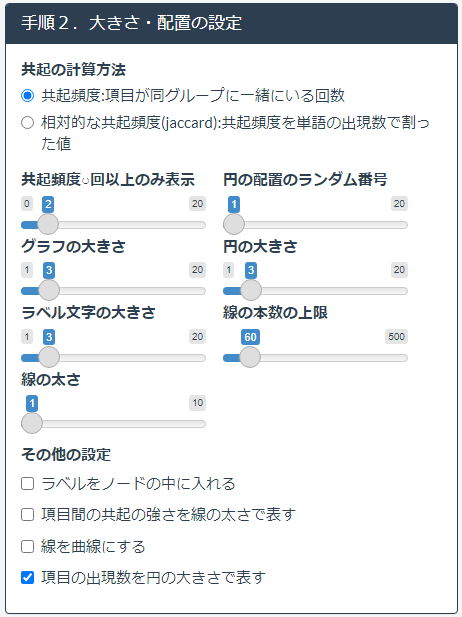 手順２．大きさ・配置の設定
共起の計算方法
共起頻度:項目が同グループに一緒にいる回数
相対的な共起頻度(jaccard):共起頻度を単語の出現数で割っ
た値
共起頻度○回以上のみ表示 円の配置のランダム番号
0 2 20 1 20
グラフの大きさ 円の大きさ
1 3 20 1 3 20
ラベル文字の大きさ 線の本数の上限
1 3 20 60 500
線の太さ
1 10
その他の設定
ラベルをノードの中に入れる
項目間の共起の強さを線の太さで表す
線を曲線にする
項目の出現数を円の大きさで表す